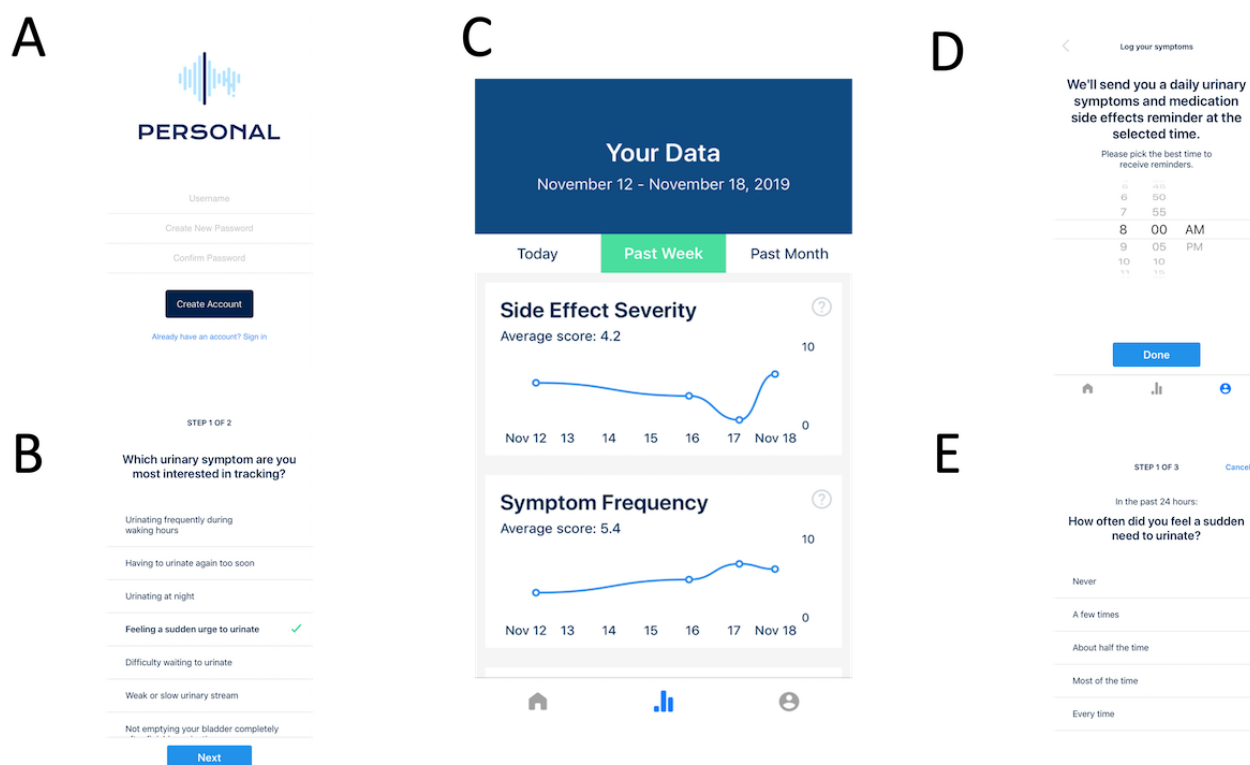 A
PERSONAL
Username
Create New Password
Confirm Password
Create Account
Already have an account? Sign in
B
STEP 1 OF 2
Which urinary symptom are you
most interested in tracking?
Urinating frequently during
waking hours
Having to urinate again too soon
Urinating at night
Feeling a sudden urge to urinate
Difficulty waiting to urinate
Weak or slow urinary stream
Not emptying your bladder completely
Next
C
Your Data
November 12 - November 18, 2019
Today Past Week Past Month
Side Effect Severity ?
Average score: 4.2
10
0
Nov 12 13 14 15 16 17 Nov 18
Symptom Frequency ?
Average score: 5.4
10
0
Nov 12 13 14 15 16 17 Nov 18
D
Log your symptoms
We'll send you a daily urinary
symptoms and medication
side effects reminder at the
selected time.
Please pick the best time to
receive reminders.
6 50
7 55
8 00 AM
9 05 PM
10 10
Done
E
STEP 1 OF 3 Cancel
In the past 24 hours:
How often did you feel a sudden
need to urinate?
Never
A few times
About half the time
Most of the time
Every time